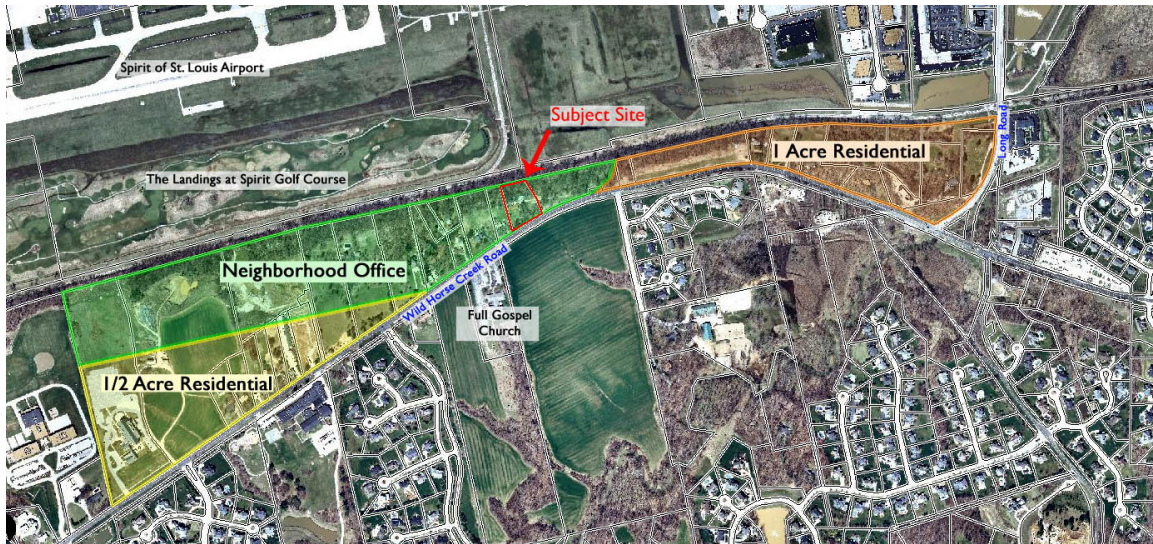 Spirit of St. Louis Airport
Subject Site
Long Road
1 Acre Residential
The Landings at Spirit Golf Course
Neighborhood Office
Wild Horse Creek Road
Full Gospel
Church
1/2 Acre Residential